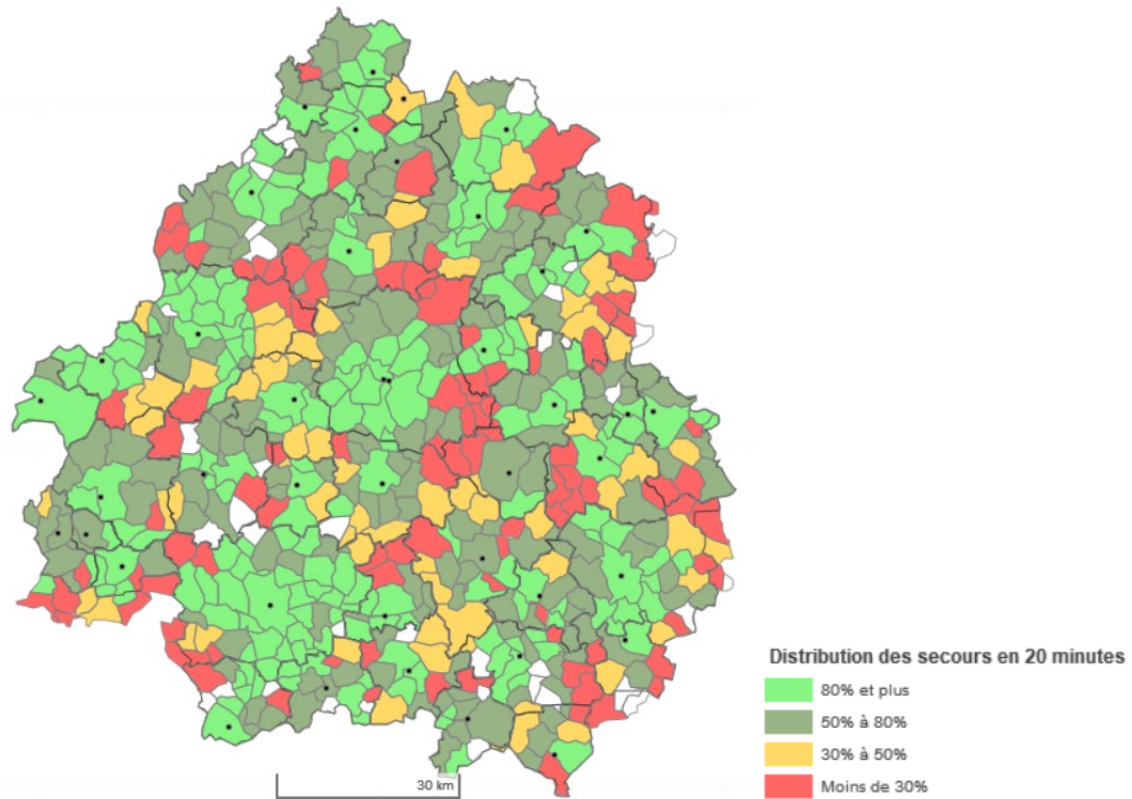 Distribution des secours en 20 minutes
80% et plus
50% à 80%
30% à 50%
Moins de 30%
30 km